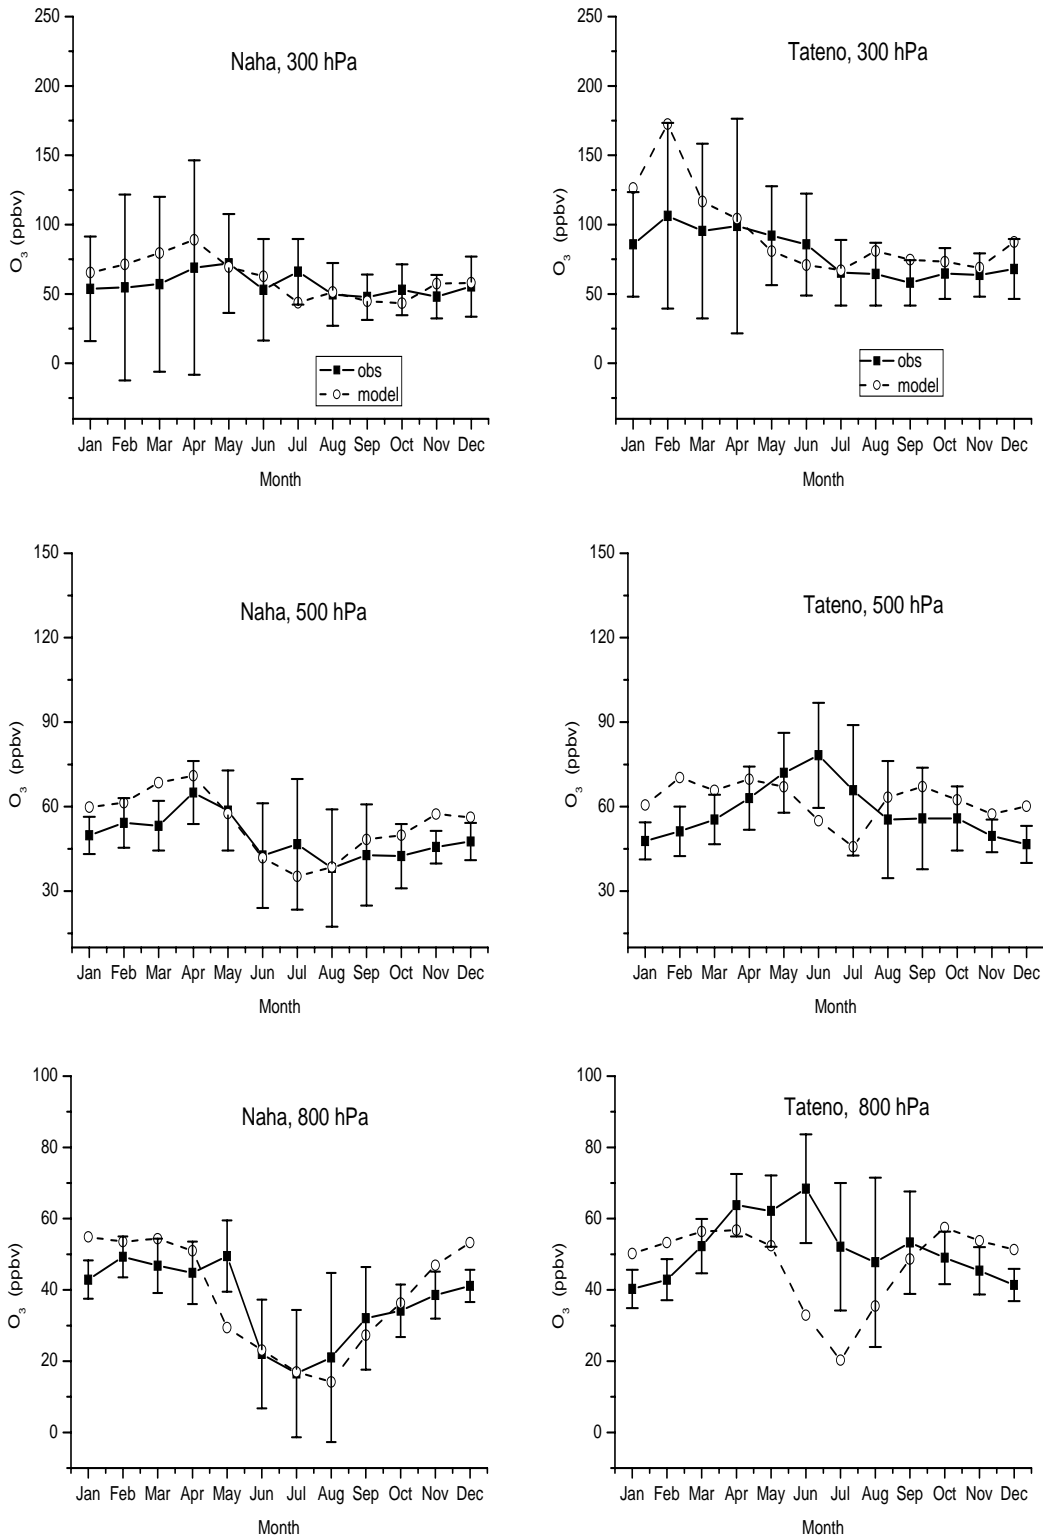 Naha, 300 hPa
250
200
150
100
50
0
O3 (ppbv)
obs
model
Jan Feb Mar Apr May Jun Jul Aug Sep Oct Nov Dec
Month
Tateno, 300 hPa
250
200
150
100
50
0
O3 (ppbv)
obs
model
Jan Feb Mar Apr May Jun Jul Aug Sep Oct Nov Dec
Month
Naha, 500 hPa
150
120
90
60
30
O3 (ppbv)
Jan Feb Mar Apr May Jun Jul Aug Sep Oct Nov Dec
Month
Tateno, 500 hPa
150
120
90
60
30
O3 (ppbv)
Jan Feb Mar Apr May Jun Jul Aug Sep Oct Nov Dec
Month
Naha, 800 hPa
100
80
60
40
20
0
O3 (ppbv)
Jan Feb Mar Apr May Jun Jul Aug Sep Oct Nov Dec
Month
Tateno, 800 hPa
100
80
60
40
20
0
O3 (ppbv)
Jan Feb Mar Apr May Jun Jul Aug Sep Oct Nov Dec
Month